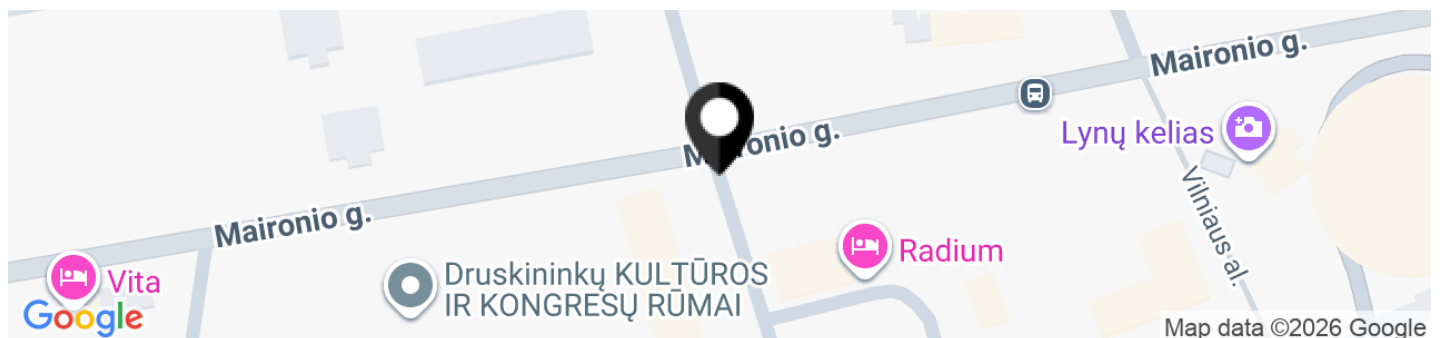 Maironio g.
Maironio g.
Lynų kelias
Vilniaus al.
Maironio g.
Radium
Druskininkų KULTŪROS
IR KONGRESŲ RŪMAI
Vita
Google
Map data ©2026 Google